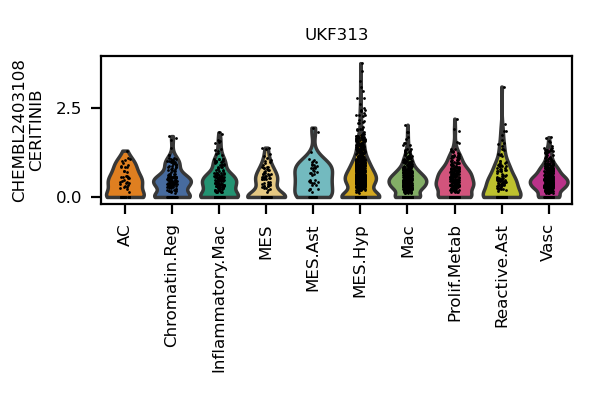 UKF313
CHEMBL2403108
CERITINIB
2.5
0.0
AC
Chromatin.Reg
Inflammatory.Mac
MES
MES.Ast
MES.Hyp
Mac
Prolif.Metab
Reactive.Ast
Vasc